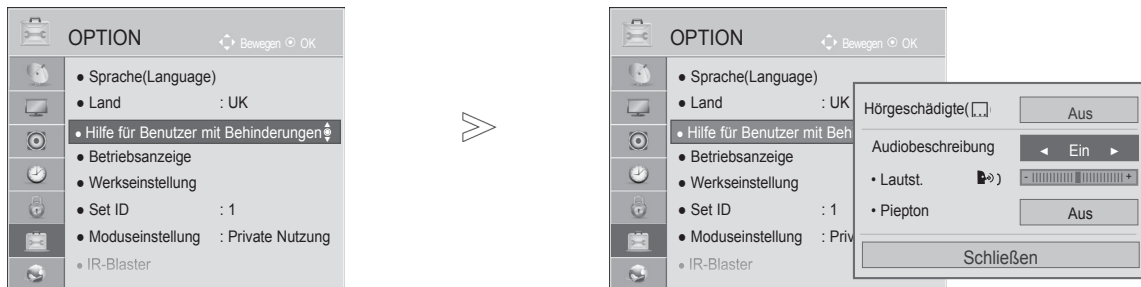 OPTION
Bewegen OK
● Sprache(Language)
● Land : UK
● Hilfe für Benutzer mit Behinderungen
● Betriebsanzeige
● Werkseinstellung
● Set ID : 1
● Moduseinstellung : Private Nutzung
● IR-Blaster
OPTION
Bewegen OK
● Sprache(Language)
● Land : UK
● Hilfe für Benutzer mit Beh
● Betriebsanzeige
● Werkseinstellung
● Set ID : 1
● Moduseinstellung : Priv
● IR-Blaster
Hörgeschädigte( ) Aus
Audiobeschreibung ◄ Ein ►
• Lautst. ) - +
• Piepton Aus
Schließen